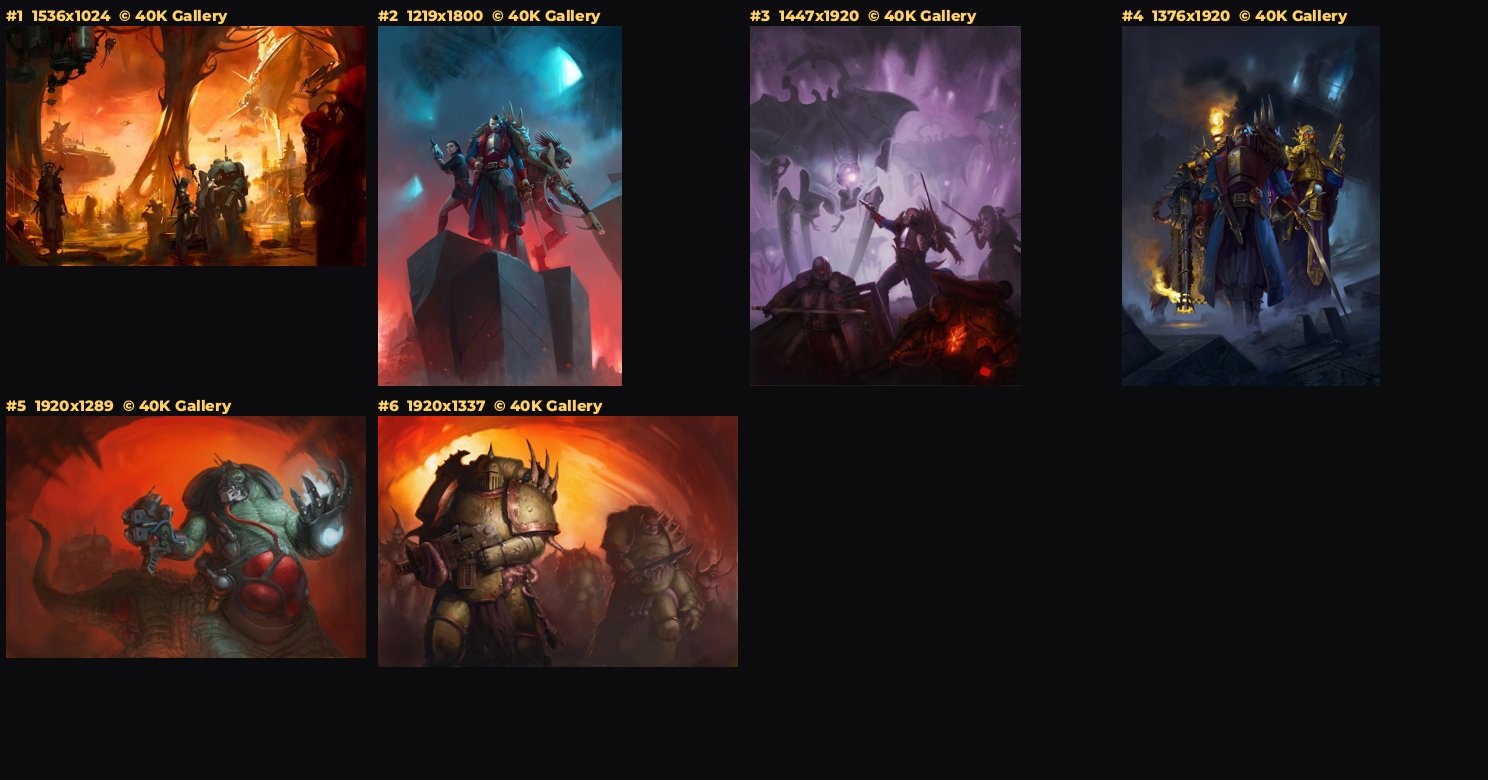 #1 1536x1024 © 40K Gallery
#2 1219x1800 © 40K Gallery
#3 1447x1920 © 40K Gallery
#4 1376x1920 © 40K Gallery
#5 1920x1289 © 40K Gallery
#6 1920x1337 © 40K Gallery